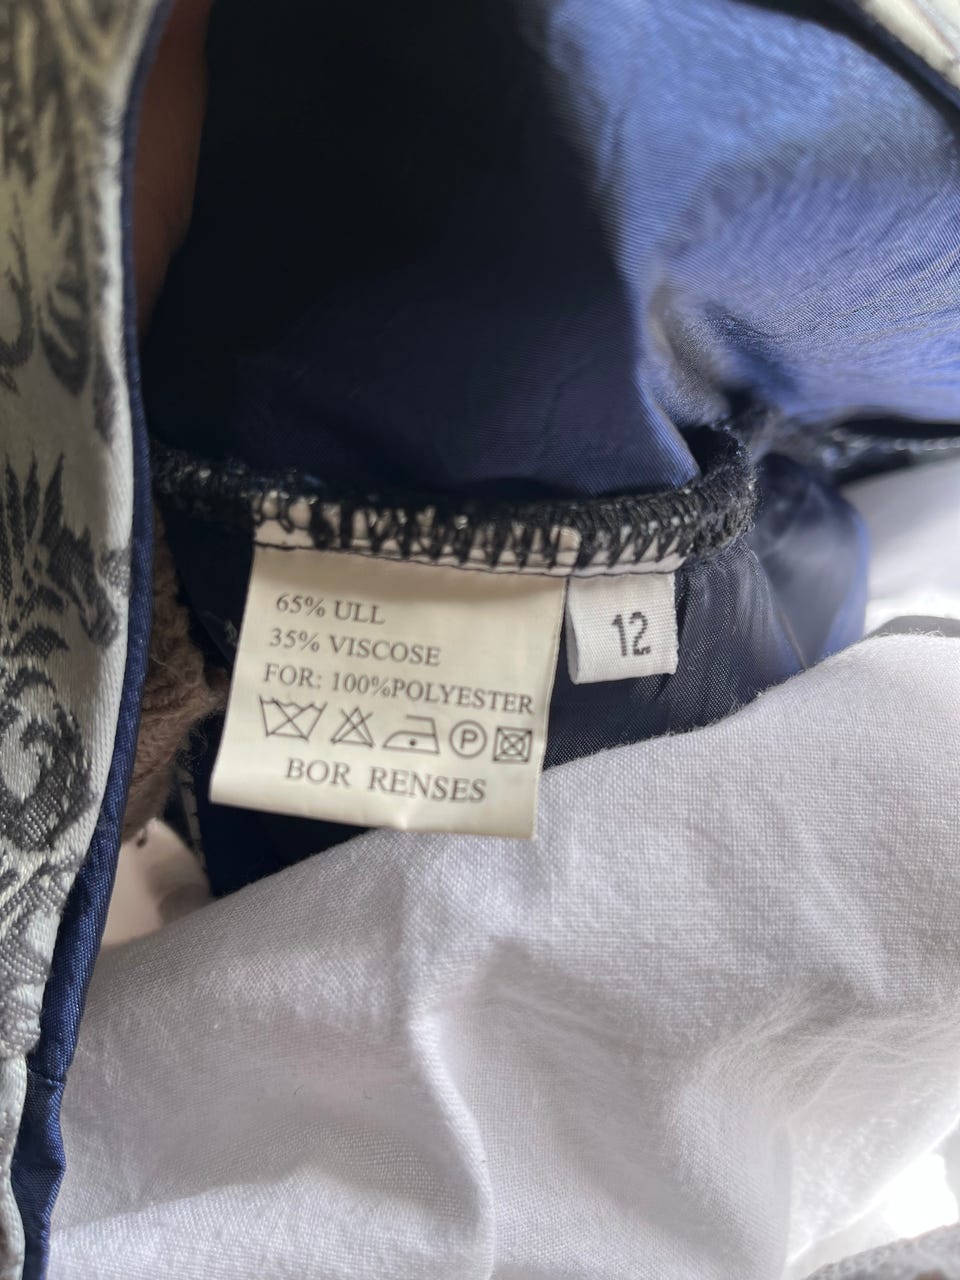 65% ULL
35% VISCOSE
FOR: 100%POLYESTER
P
BOR RENSES
12